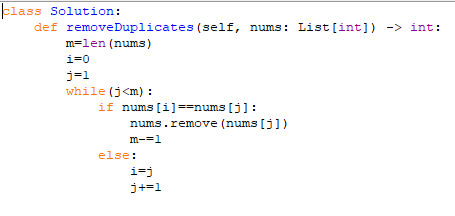 class Solution:
    def removeDuplicates(self, nums: List[int]) -> int:
        m=len(nums)
        i=0
        j=1
        while(j<m):
            if nums[i]==nums[j]:
                nums.remove(nums[j])
                m-=1
            else:
                i=j
                j+=1